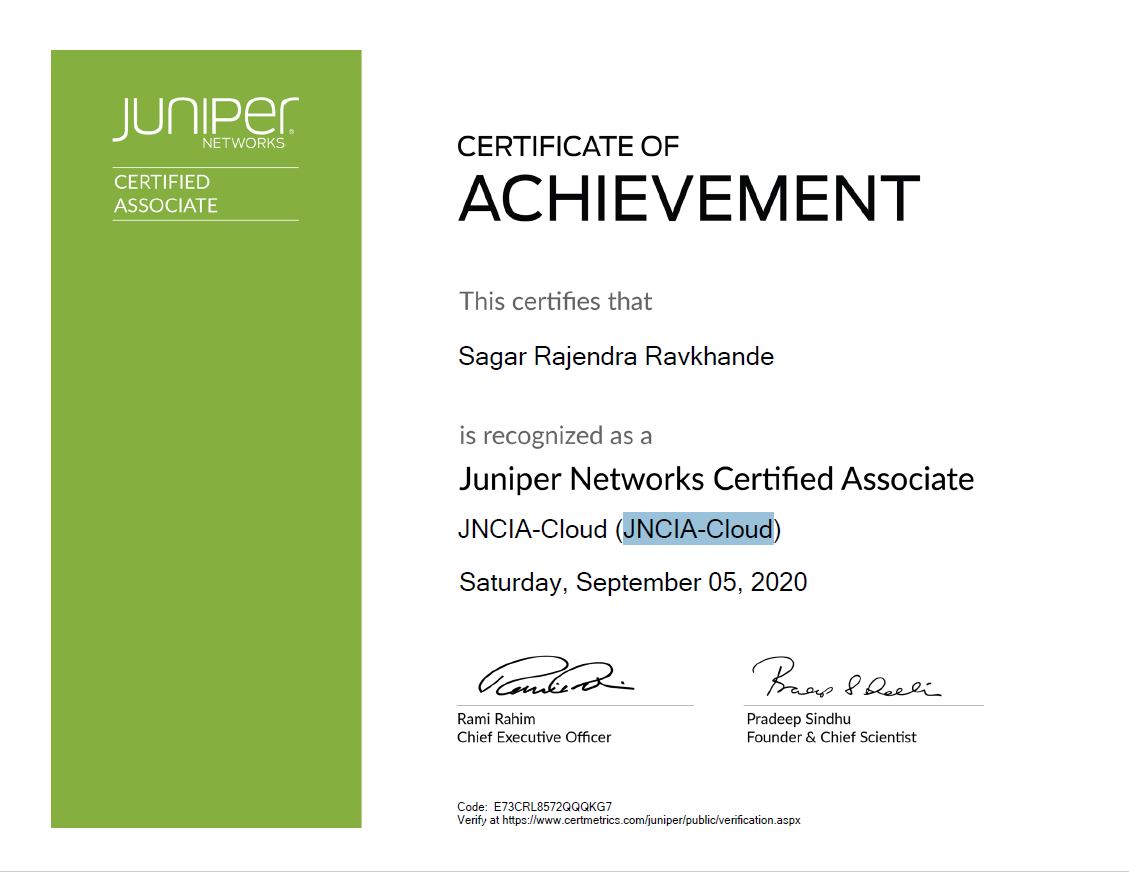 JUNIPer
NETWORKS
CERTIFIED
ASSOCIATE
CERTIFICATE OF
ACHIEVEMENT
This certifies that
Sagar Rajendra Ravkhande
is recognized as a
Juniper Networks Certified Associate
JNCIA-Cloud (JNCIA-Cloud)
Saturday, September 05, 2020
Rami Rahim
Chief Executive Officer
Pradeep Sindhu
Founder & Chief Scientist
Code: E73CRL8572QQQKG7
Verify at https://www.certmetrics.com/juniper/public/verification.aspx